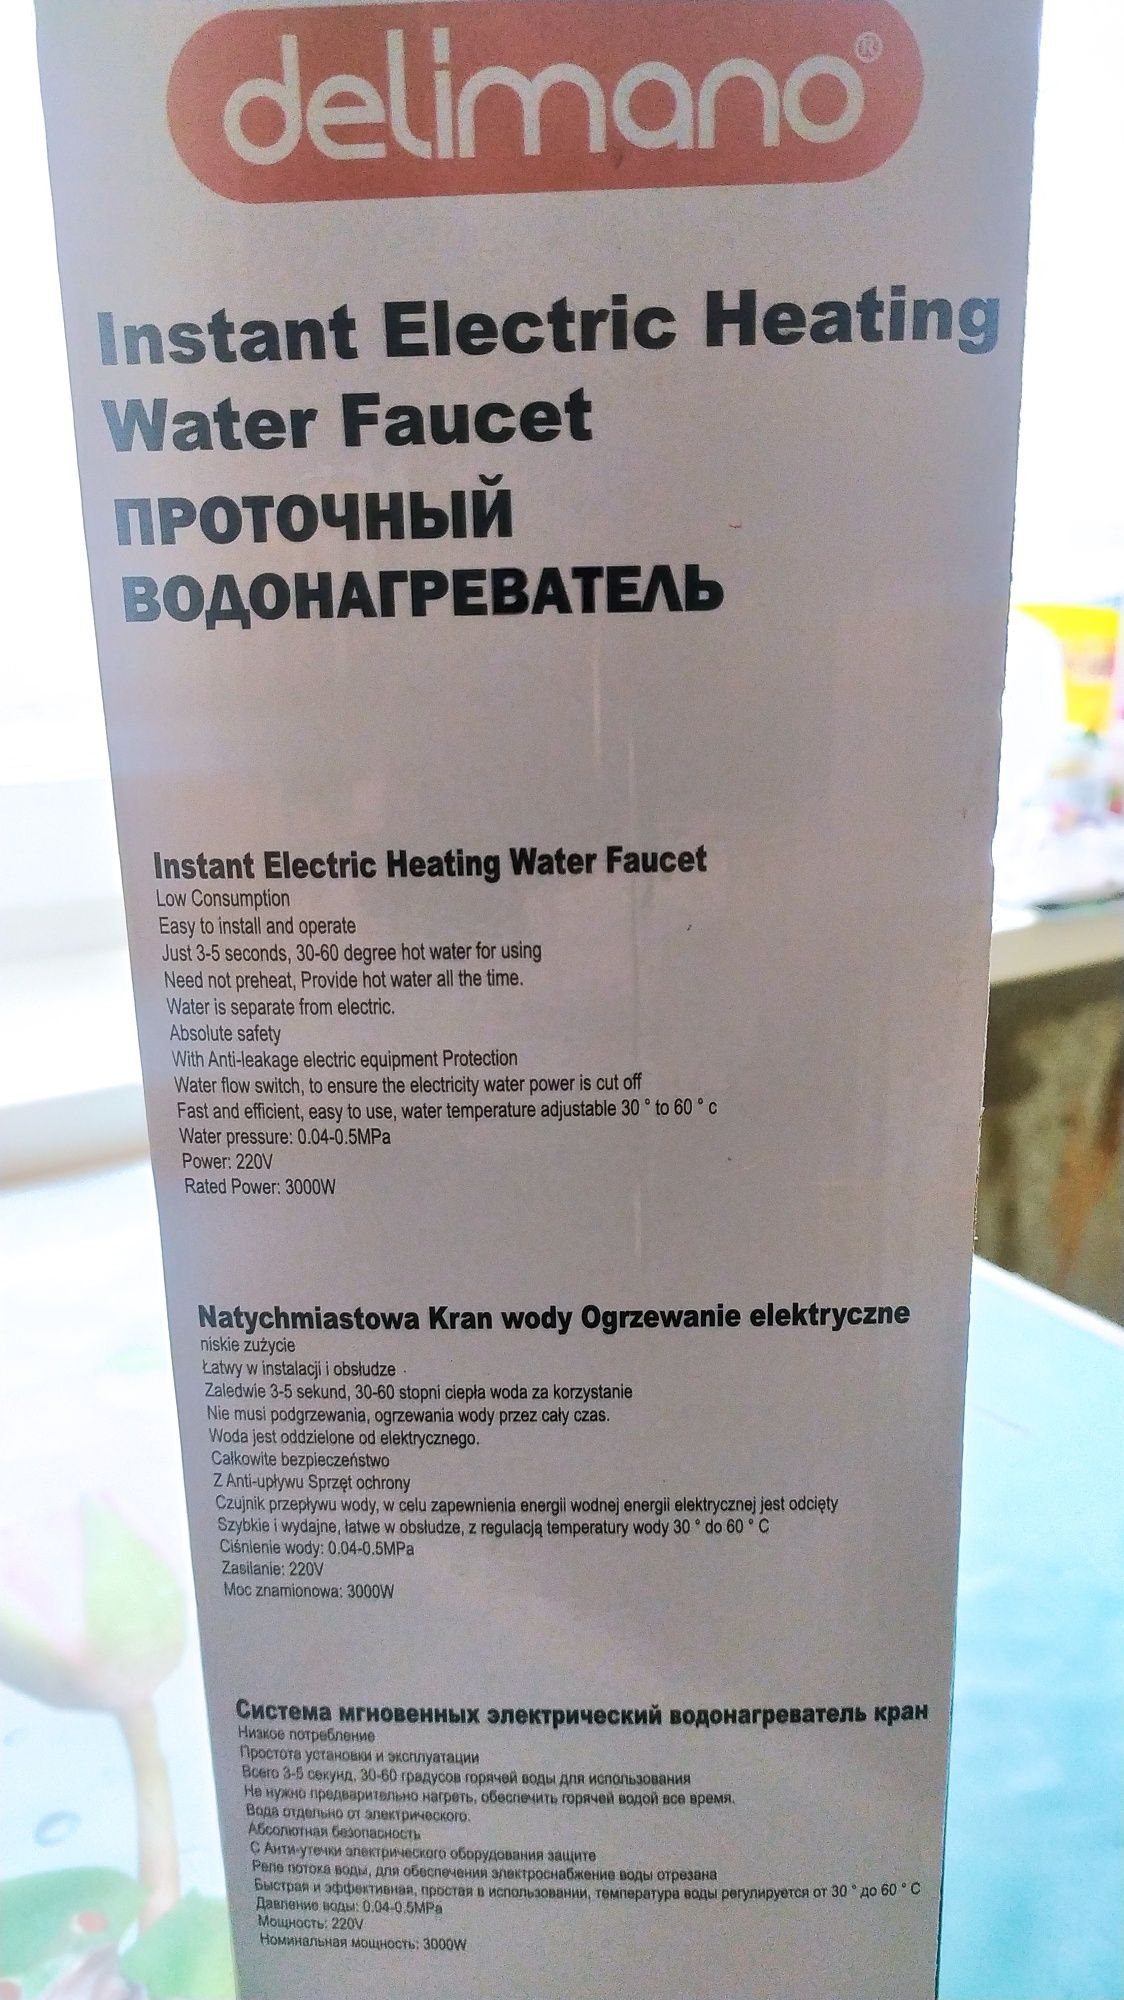 delimano®
Instant Electric Heating
Water Faucet
ПРОТОЧНЫЙ
ВОДОНАГРЕВАТЕЛЬ
Instant Electric Heating Water Faucet
Low Consumption
Easy to install and operate
Just 3-5 seconds, 30-60 degree hot water for using
Need not preheat, Provide hot water all the time.
Water is separate from electric.
Absolute safety
With Anti-leakage electric equipment Protection
Water flow switch, to ensure the electricity water power is cut off
Fast and efficient, easy to use, water temperature adjustable 30 ° to 60 ° c
Water pressure: 0.04-0.5MPa
Power: 220V
Rated Power: 3000W
Natychmiastowa Kran wody Ogrzewanie elektryczne
niskie zużycie
Łatwy w instalacji i obsłudze
Zaledwie 3-5 sekund, 30-60 stopni ciepła woda za korzystanie
Nie musi podgrzewania, ogrzewania wody przez cały czas.
Woda jest oddzielone od elektrycznego.
Całkowite bezpieczeństwo
Z Anti-upływu Sprzęt ochrony
Czujnik przepływu wody, w celu zapewnienia energii wodnej energii elektrycznej jest odcięty
Szybkie i wydajne, łatwe w obsłudze, z regulacją temperatury wody 30 ° do 60 ° C
Ciśnienie wody: 0.04-0.5MPa
Zasilanie: 220V
Moc znamionowa: 3000W
Система мгновенных электрический водонагреватель кран
Низкое потребление
Простота установки и эксплуатации
Всего 3-5 секунд, 30-60 градусов горячей воды для использования
Не нужно предварительно нагреть, обеспечить горячей водой все время.
Вода отдельно от электрического.
Абсолютная безопасность
С Анти-утечки электрического оборудования защите
Реле потока воды, для обеспечения электроснабжение воды отрезана
Быстрая и эффективная, простая в использовании, температура воды регулируется от 30 ° до 60 ° C
Давление воды: 0.04-0.5MPa
Мощность: 220V
Номинальная мощность: 3000W